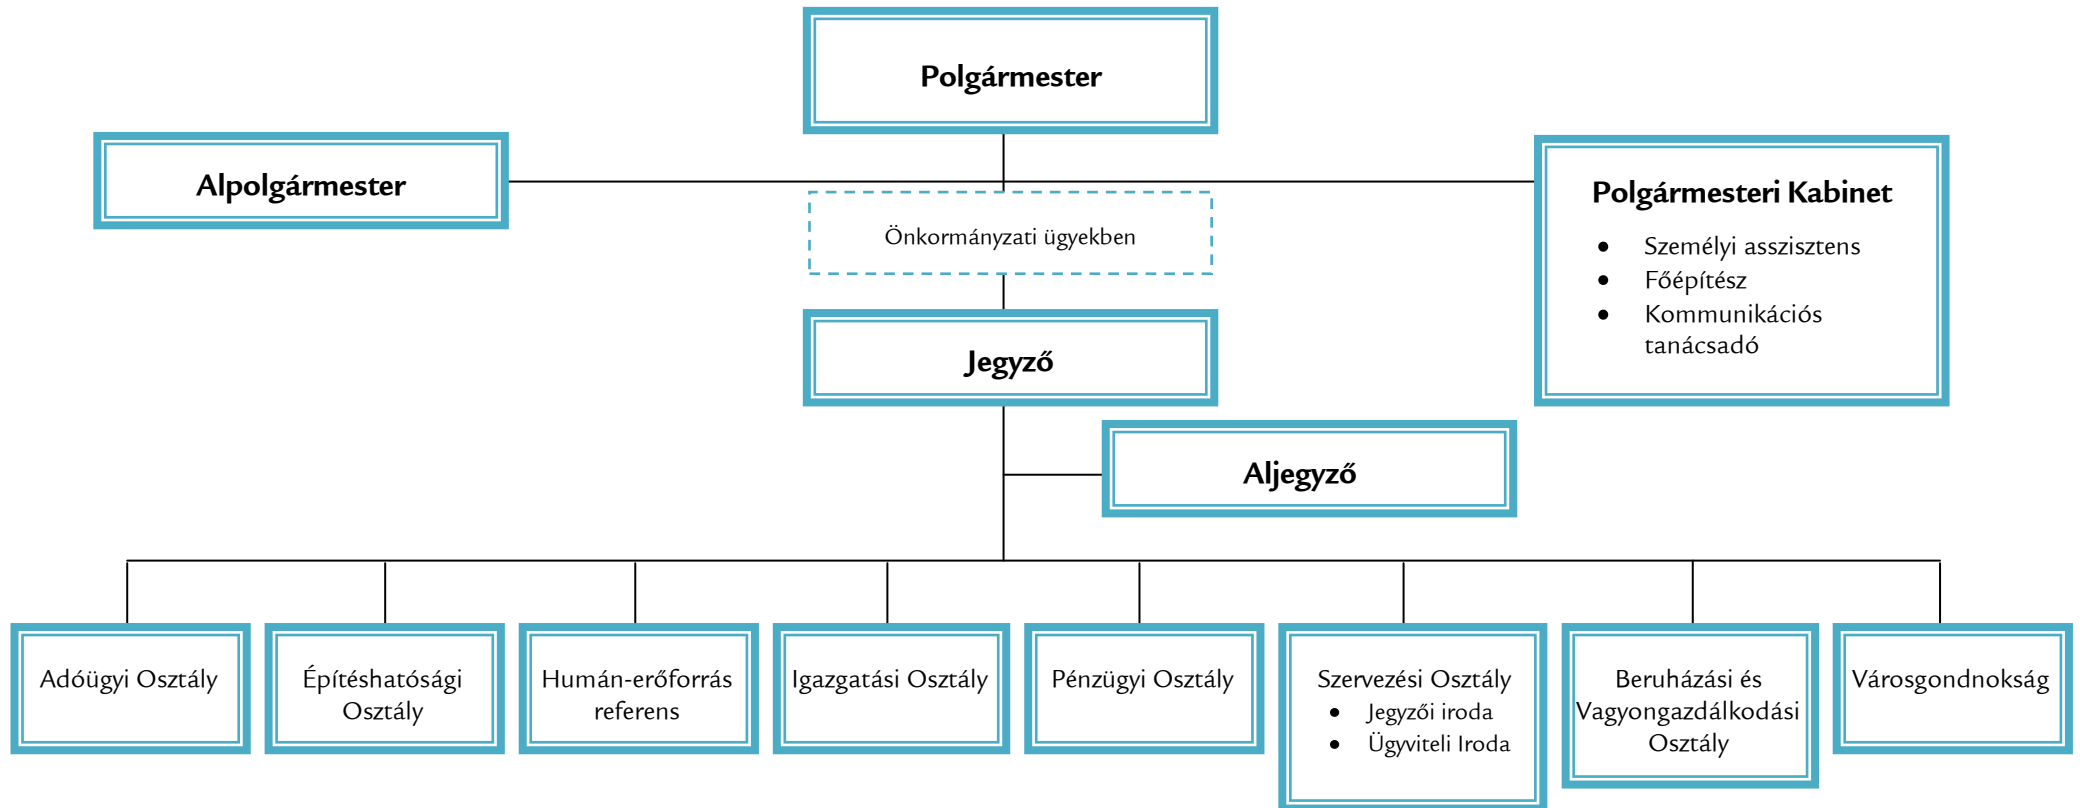 Polgármester
Alpolgármester
Polgármesteri Kabinet
• Személyi asszisztens
• Főépítész
• Kommunikációs
tanácsadó
Önkormányzati ügyekben
Jegyző
Aljegyző
Adóügyi Osztály
Építéshatósági
Osztály
Humán-erőforrás
referens
Igazgatási Osztály
Pénzügyi Osztály
Szervezési Osztály
• Jegyzői iroda
• Ügyviteli Iroda
Beruházási és
Vagyongazdálkodási
Osztály
Városgondnokság